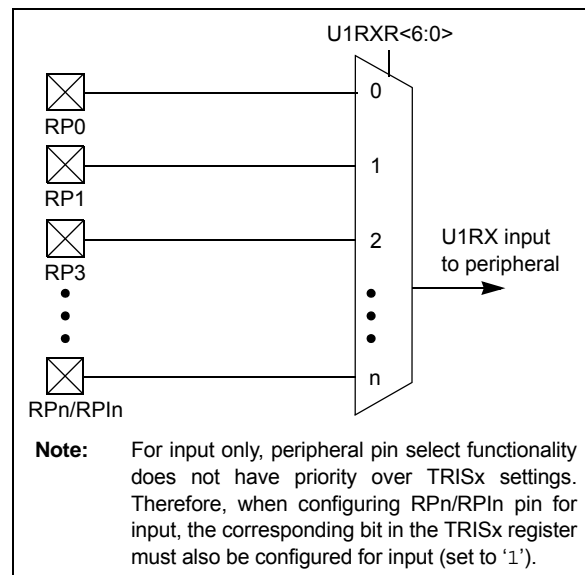 U1RXR<6:0>
0
RP0
1
RP1
2
RP3
U1RX input
to peripheral
n
RPn/RPIn
Note: For input only, peripheral pin select functionality
does not have priority over TRISx settings.
Therefore, when configuring RPn/RPIn pin for
input, the corresponding bit in the TRISx register
must also be configured for input (set to ‘1’).